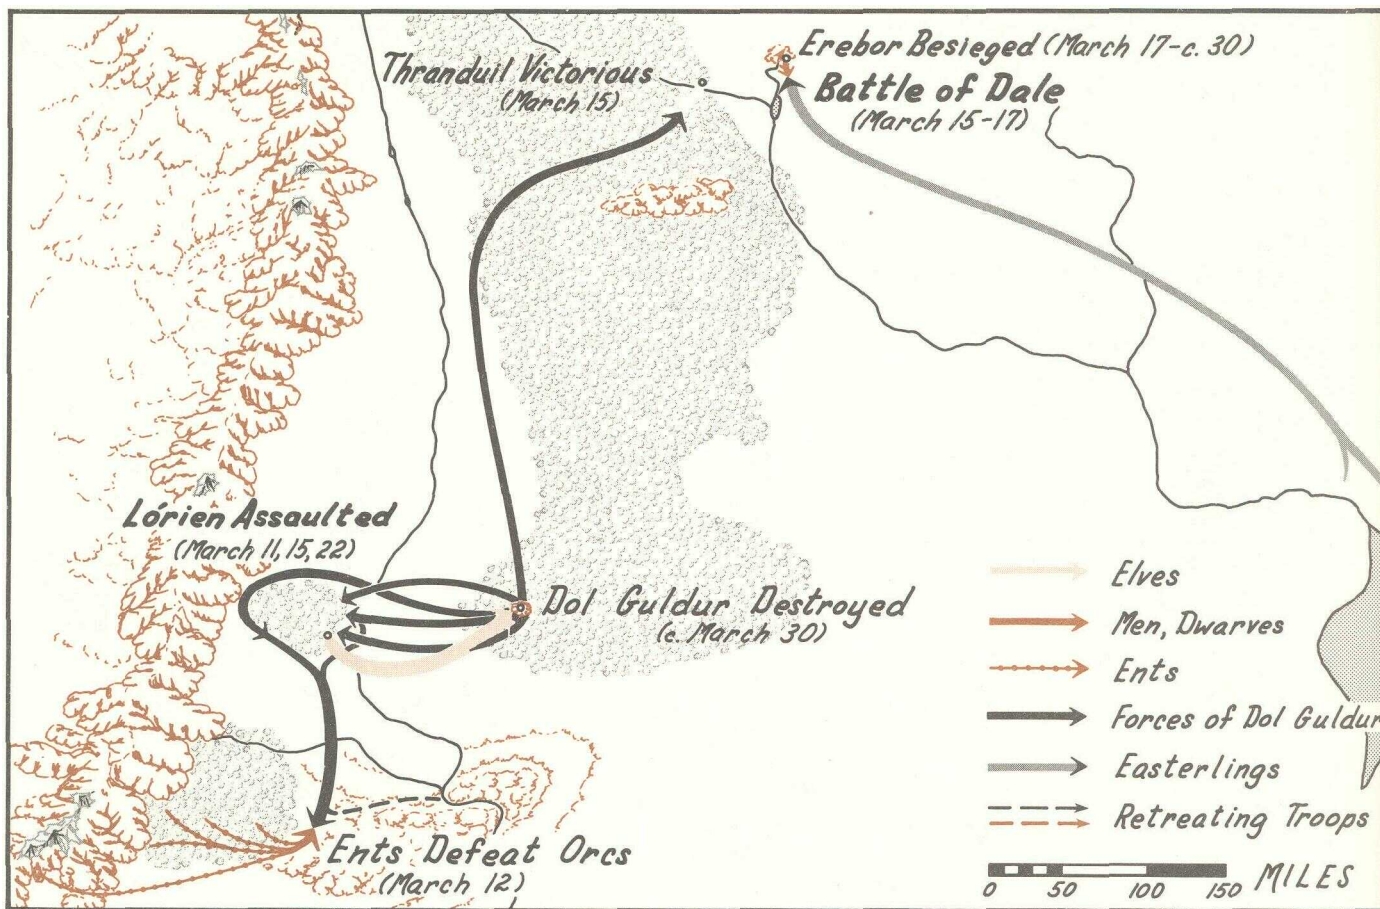 Erebor Besieged (March 17-c. 30)
Thranduil Victorious
(March 15)
Battle of Dale
(March 15-17)
Lórien Assaulted
(March 11, 15, 22)
Dol Guldur Destroyed
(c. March 30)
Ents Defeat Orcs
(March 12)
Elves
Men, Dwarves
Ents
Forces of Dol Guldur
Easterlings
Retreating Troops
0 50 100 150 MILES